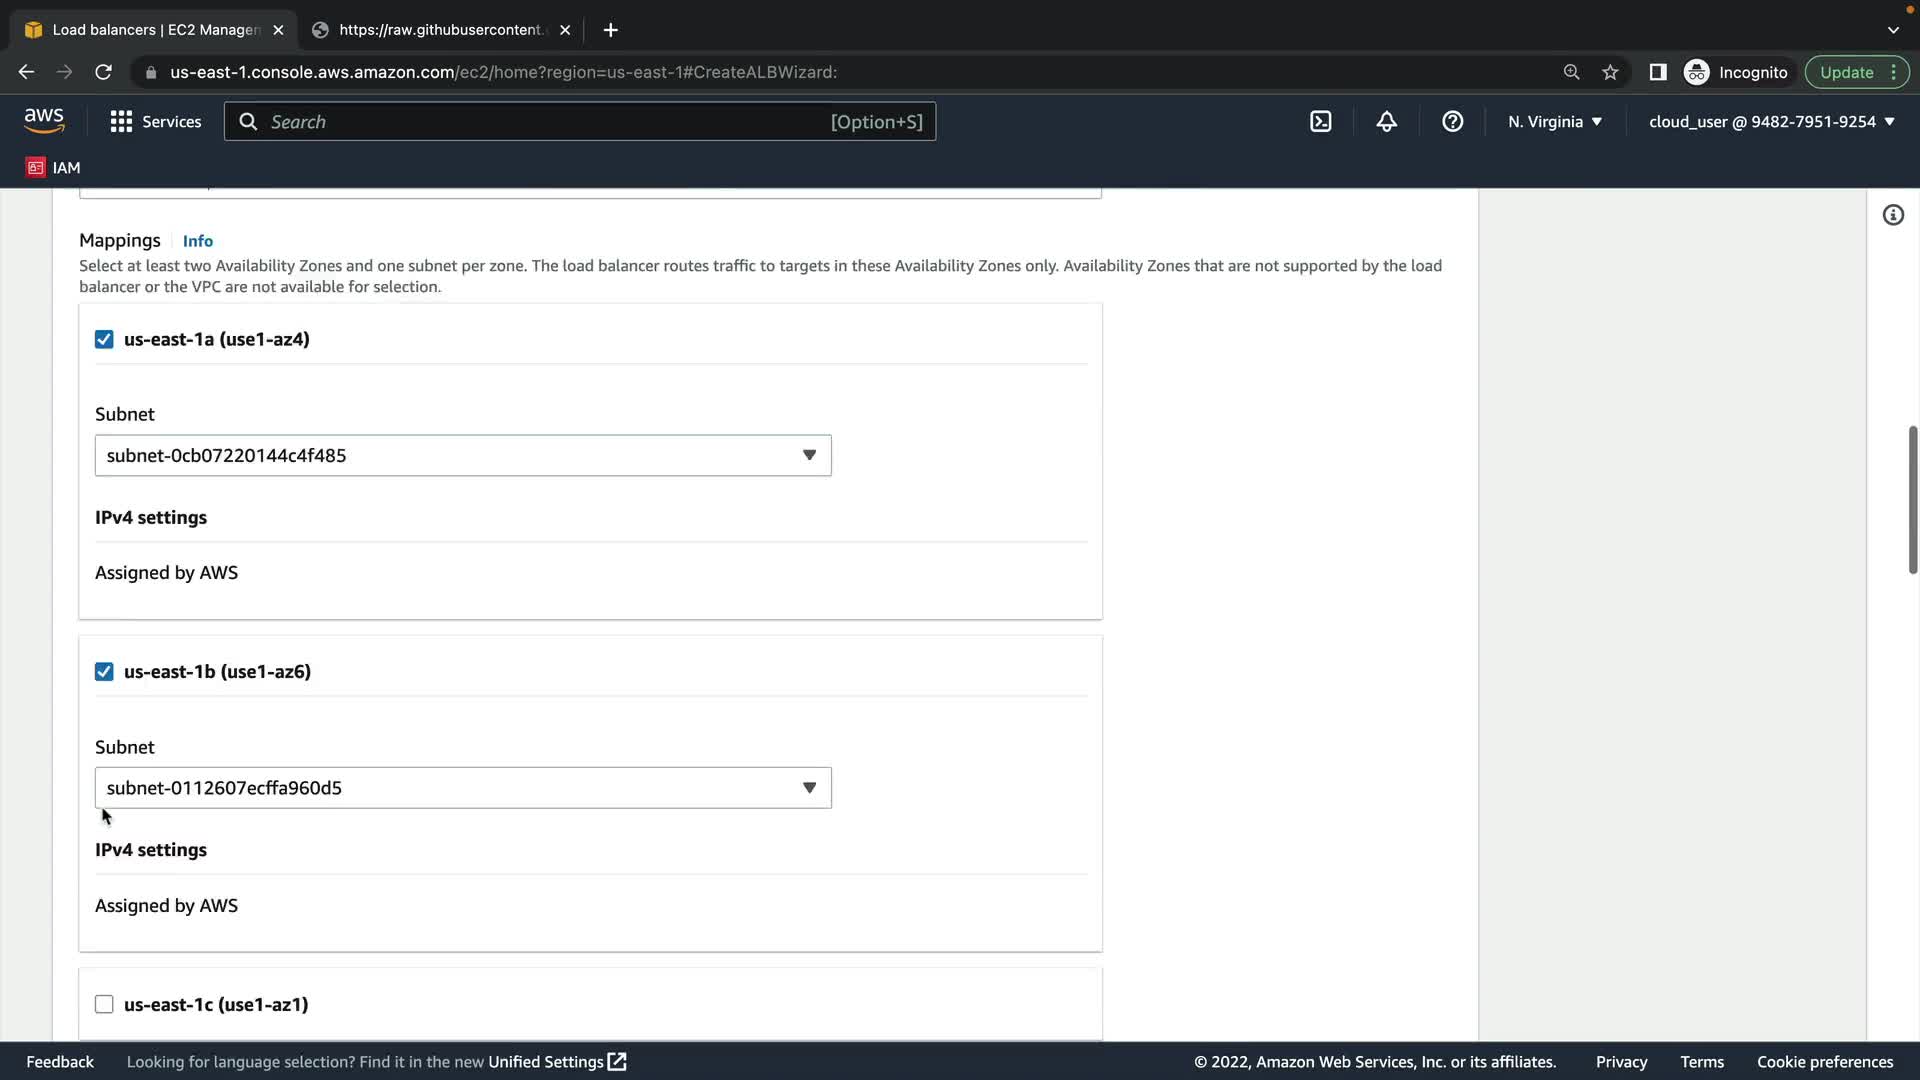 Load balancers | EC2 Manager
https://raw.githubusercontent.
us-east-1.console.aws.amazon.com/ec2/home?region=us-east-1#CreateALBWizard:
Incognito
Update
aws
Services
Search
[Option+S]
N. Virginia
cloud_user @ 9482-7951-9254
IAM
Mappings
Info
Select at least two Availability Zones and one subnet per zone. The load balancer routes traffic to targets in these Availability Zones only. Availability Zones that are not supported by the load
balancer or the VPC are not available for selection.
us-east-1a (use1-az4)
Subnet
subnet-0cb07220144c4f485
IPv4 settings
Assigned by AWS
us-east-1b (use1-az6)
Subnet
subnet-0112607ecffa960d5
IPv4 settings
Assigned by AWS
us-east-1c (use1-az1)
Feedback
Looking for language selection? Find it in the new Unified Settings
© 2022, Amazon Web Services, Inc. or its affiliates.
Privacy
Terms
Cookie preferences